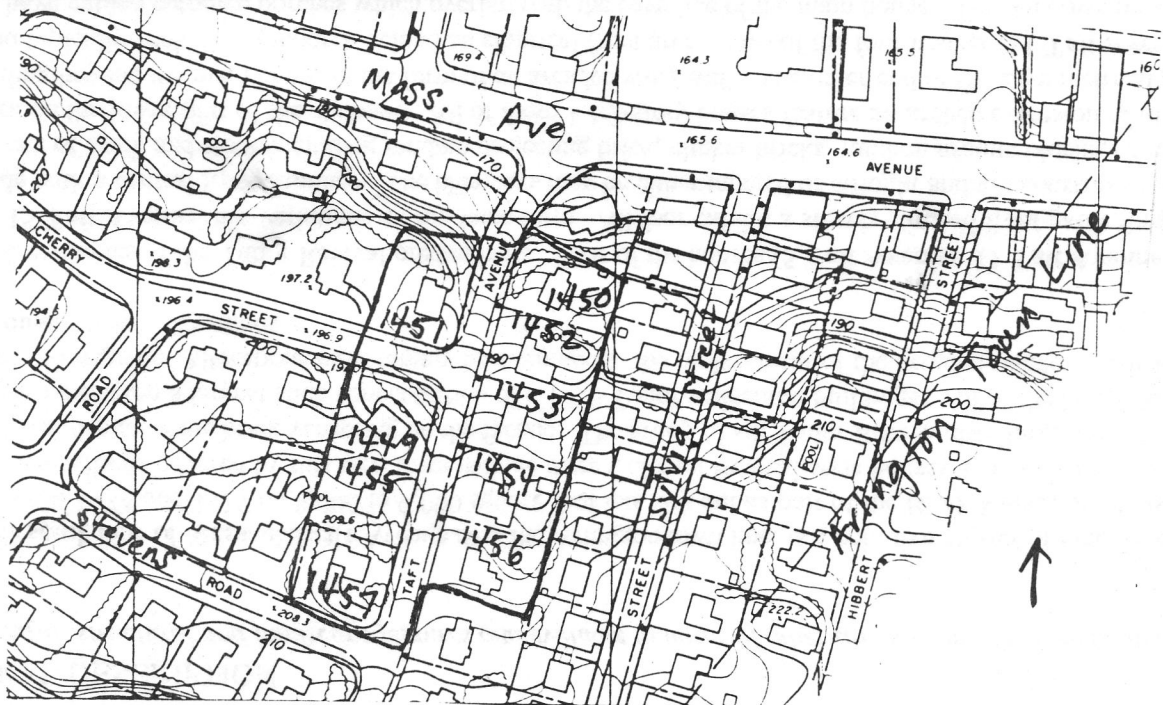 169.4
164.3
165.5
160
190
Mass.
Ave.
180
165.6
164.6
AVENUE
POOL
170
190
200
CHERRY
198.3
197.2
AVENUE
1450
STREET
Line
196.4
194.
STREET
196.9
1451
1452
190
Sylvia Street
Town
200
90
ROAD
1453
200
1449
210
1455
1454
POOL
Arlington
POOL
209.6
1456
Stevens
ROAD
1457
TAFT
STREET
HIBBERT
208.3
222.2
210